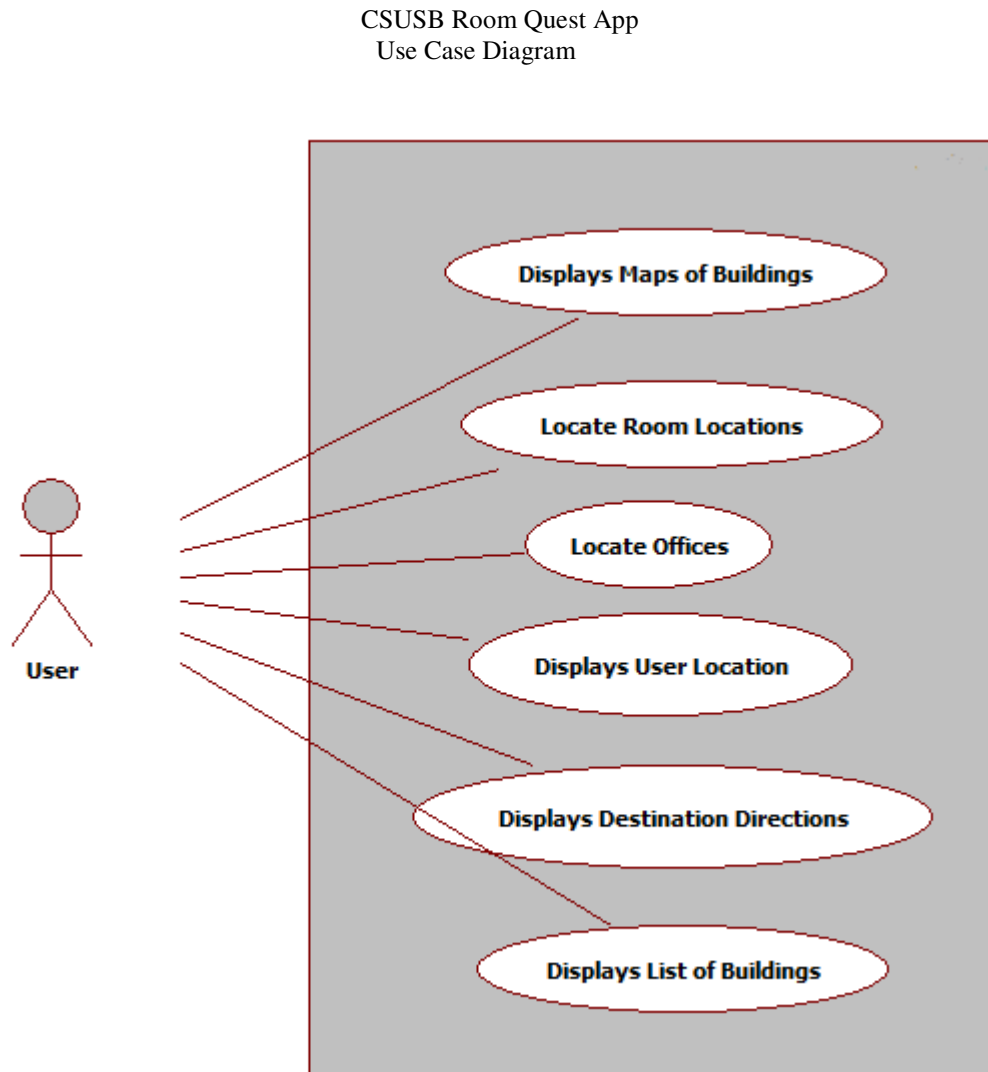 CSUSB Room Quest App
Use Case Diagram
Displays Maps of Buildings
Locate Room Locations
Locate Offices
Displays User Location
User
Displays Destination Directions
Displays List of Buildings